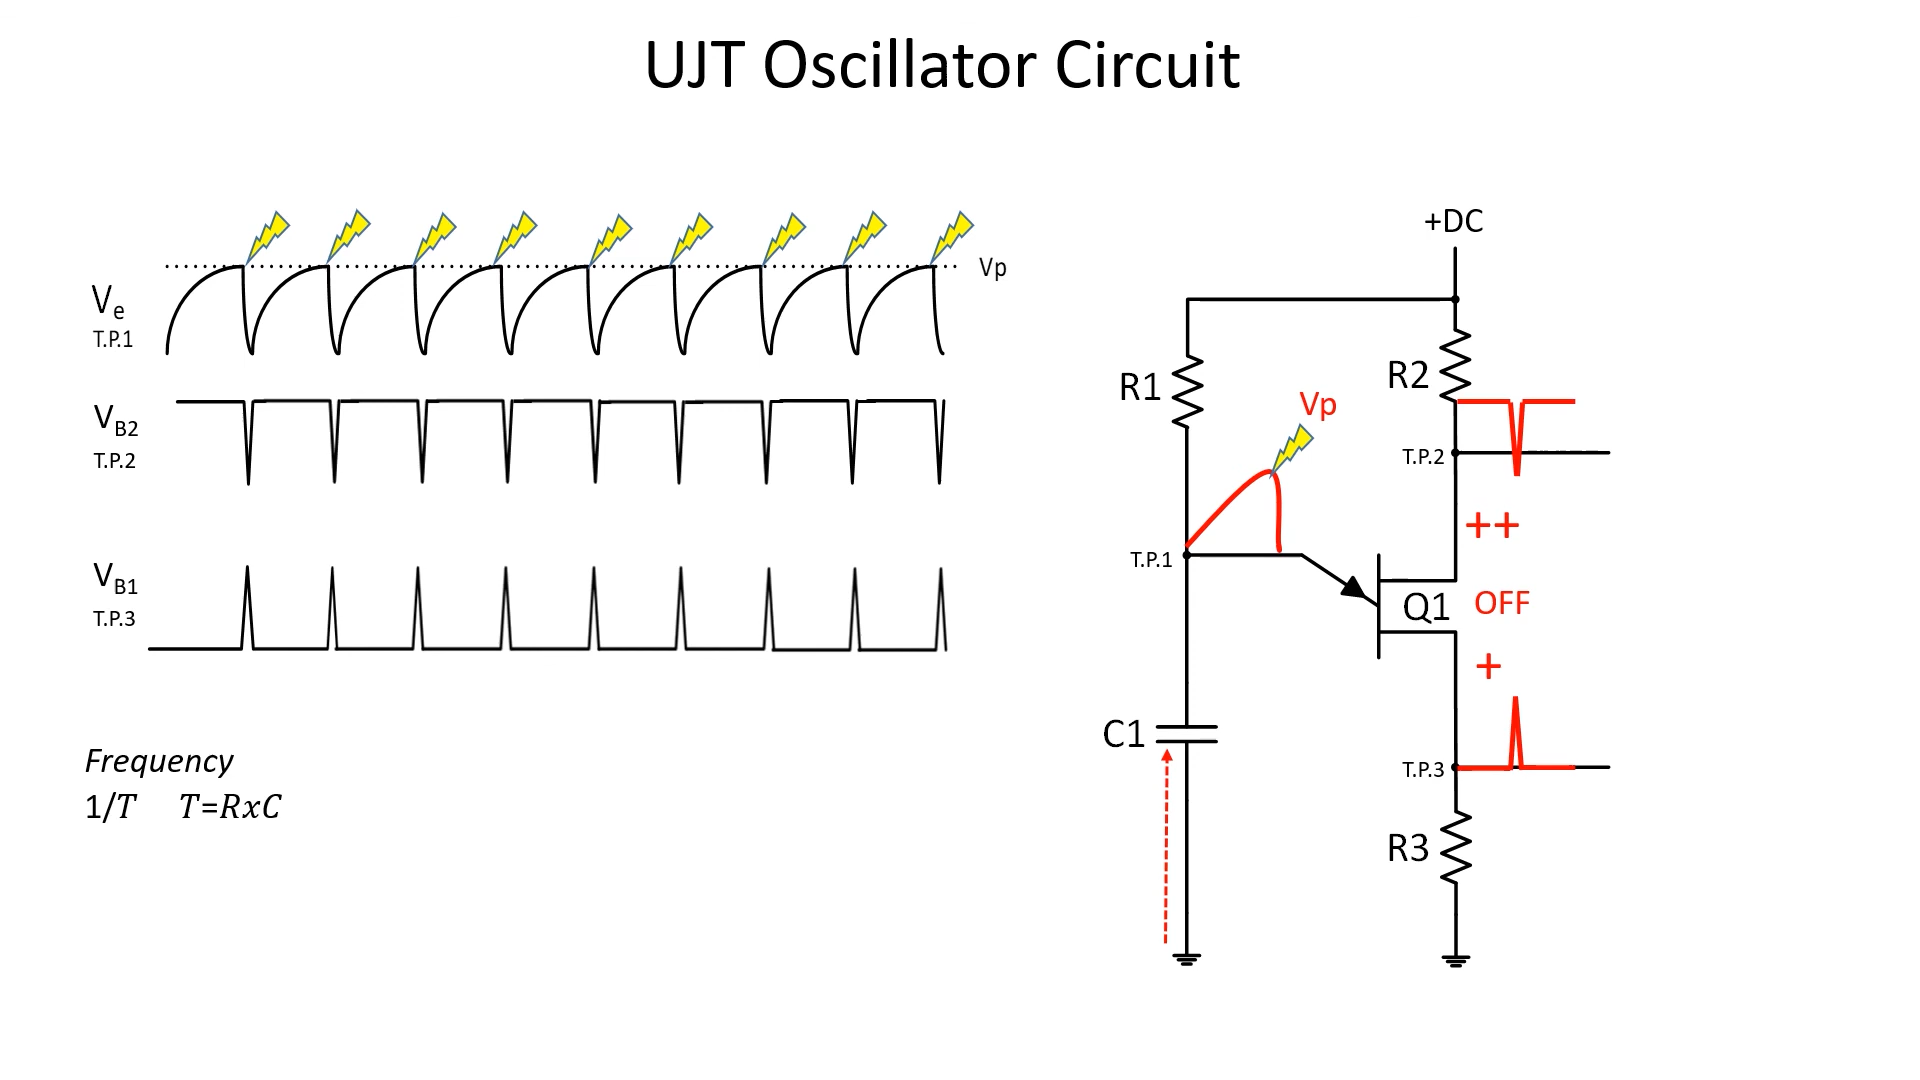 UJT Oscillator Circuit
Vp
Ve
T.P.1
VB2
T.P.2
VB1
T.P.3
Frequency
1/T T=RxC
+DC
R1
R2
Vp
T.P.2
++
T.P.1
Q1 OFF
+
C1
T.P.3
R3